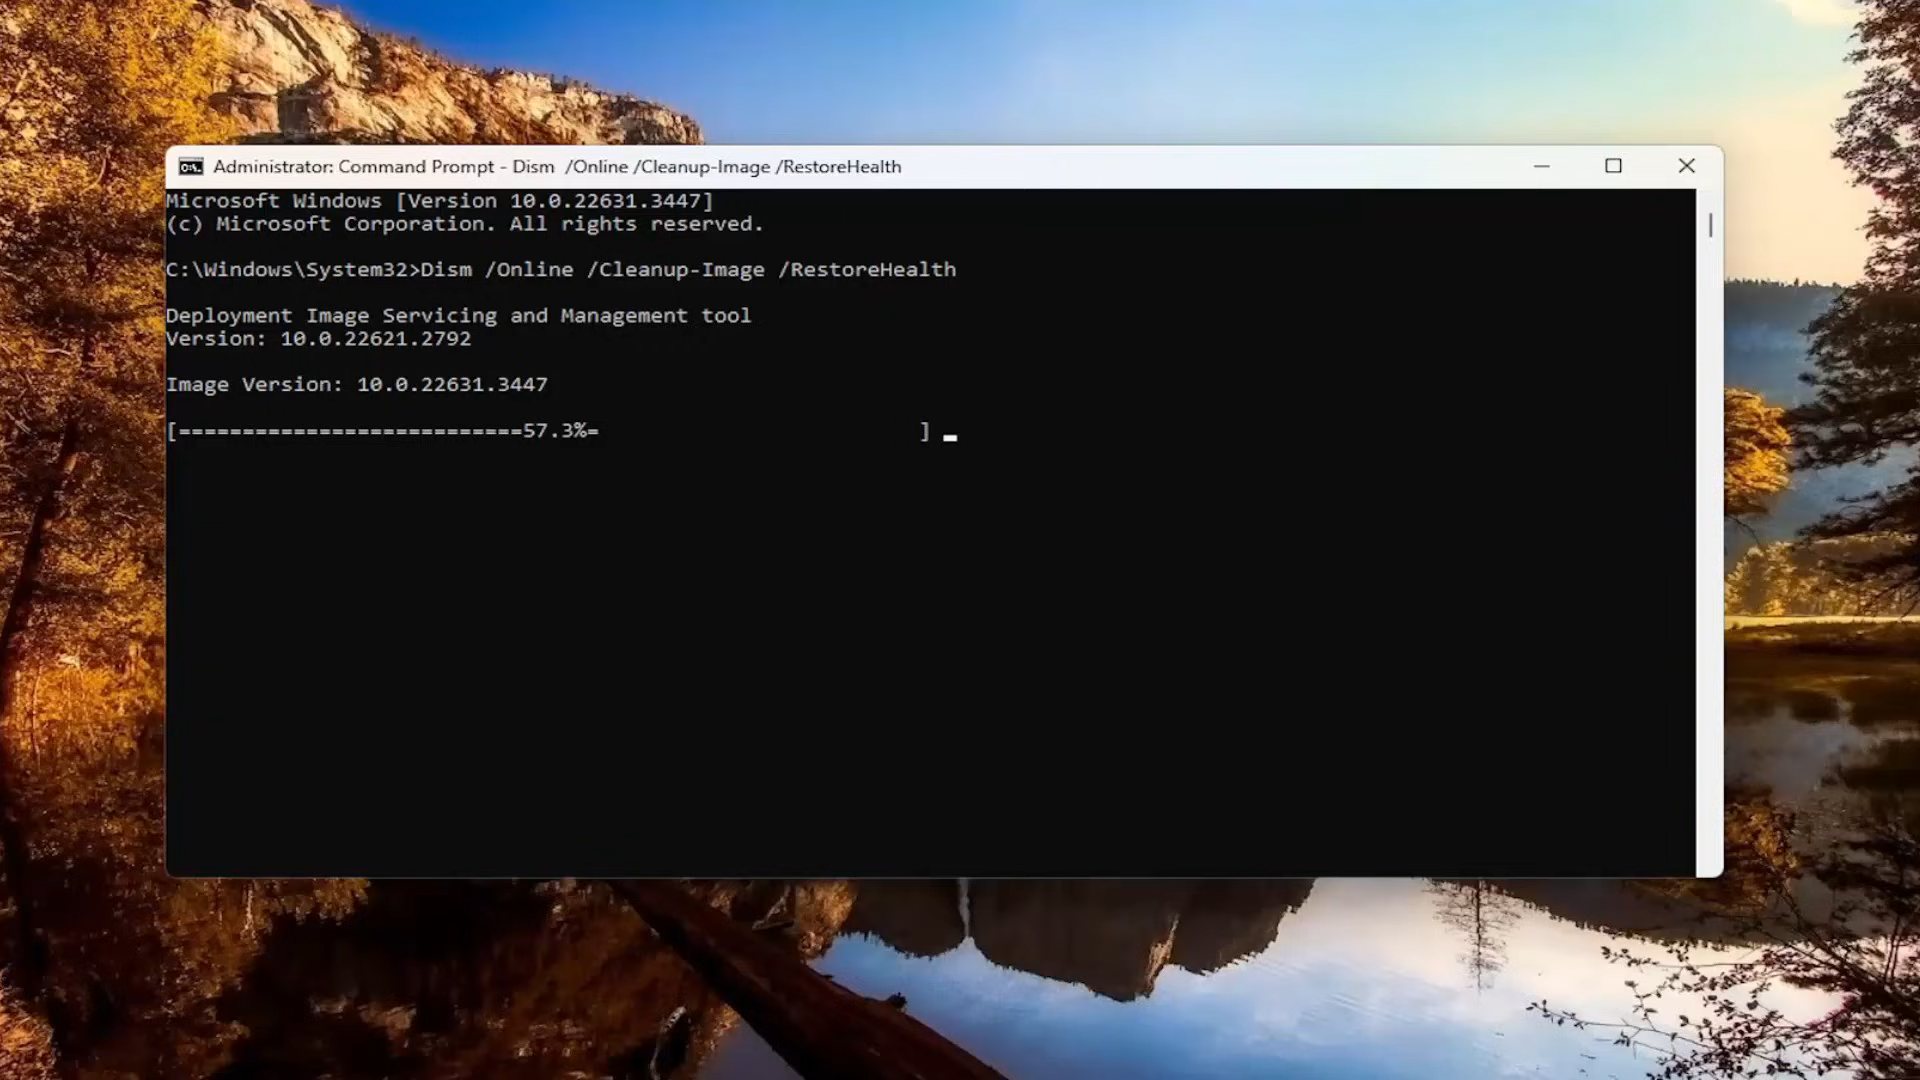 Administrator: Command Prompt - Dism  /Online /Cleanup-Image /RestoreHealth
Microsoft Windows [Version 10.0.22631.3447]
(c) Microsoft Corporation. All rights reserved.
C:\Windows\System32>Dism /Online /Cleanup-Image /RestoreHealth
Deployment Image Servicing and Management tool
Version: 10.0.22621.2792
Image Version: 10.0.22631.3447
[===========================57.3%=                         ]